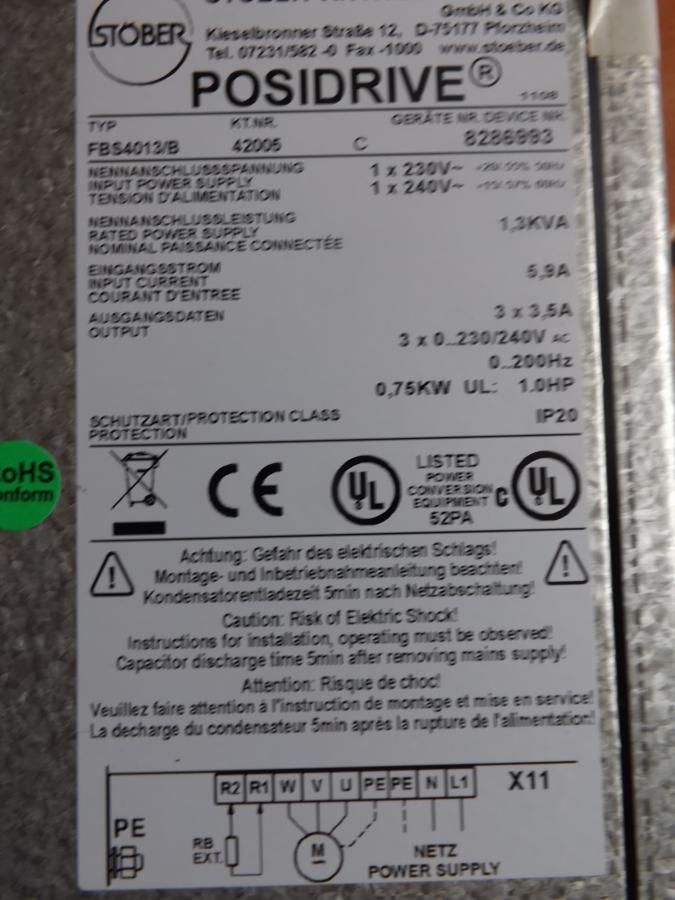 STÖBER
GmbH & Co KG
Kieselbronner Straße 12, D-75177 Pforzheim
Tel. 07231/582 -0 Fax -1000 www.stoeber.de
POSIDRIVE®
1108
TYP KT.NR. GERÄTE NR. DEVICE NR.
FBS4013/B 42005 C 8286993
NENNANSCHLUSSSPANNUNG 1 x 230V~
INPUT POWER SUPPLY 1 x 240V~
TENSION D'ALIMENTATION
NENNANSCHLUSSLEISTUNG 1,3KVA
RATED POWER SUPPLY
NOMINAL PAISSANCE CONNECTÉE
EINGANGSSTROM 5,9A
INPUT CURRENT
COURANT D'ENTREE
AUSGANGSDATEN 3 x 3,5A
OUTPUT
3 x 0..230/240V AC
0..200Hz
0,75KW UL: 1.0HP
SCHUTZART/PROTECTION CLASS IP20
PROTECTION
RoHS
conform
CE
UL
LISTED
POWER
CONVERSION
EQUIPMENT
52PA
C UL
Achtung: Gefahr des elektrischen Schlags!
Montage- und Inbetriebnahmeanleitung beachten!
Kondensatorentladezeit 5min nach Netzabschaltung!
Caution: Risk of Elektric Shock!
Instructions for installation, operating must be observed!
Capacitor discharge time 5min after removing mains supply!
Attention: Risque de choc!
Veuillez faire attention à l'instruction de montage et mise en service!
La decharge du condensateur 5min après la rupture de l'alimentation!
R2 R1 W V U PE PE N L1 X11
PE
RB
EXT.
M
NETZ
POWER SUPPLY